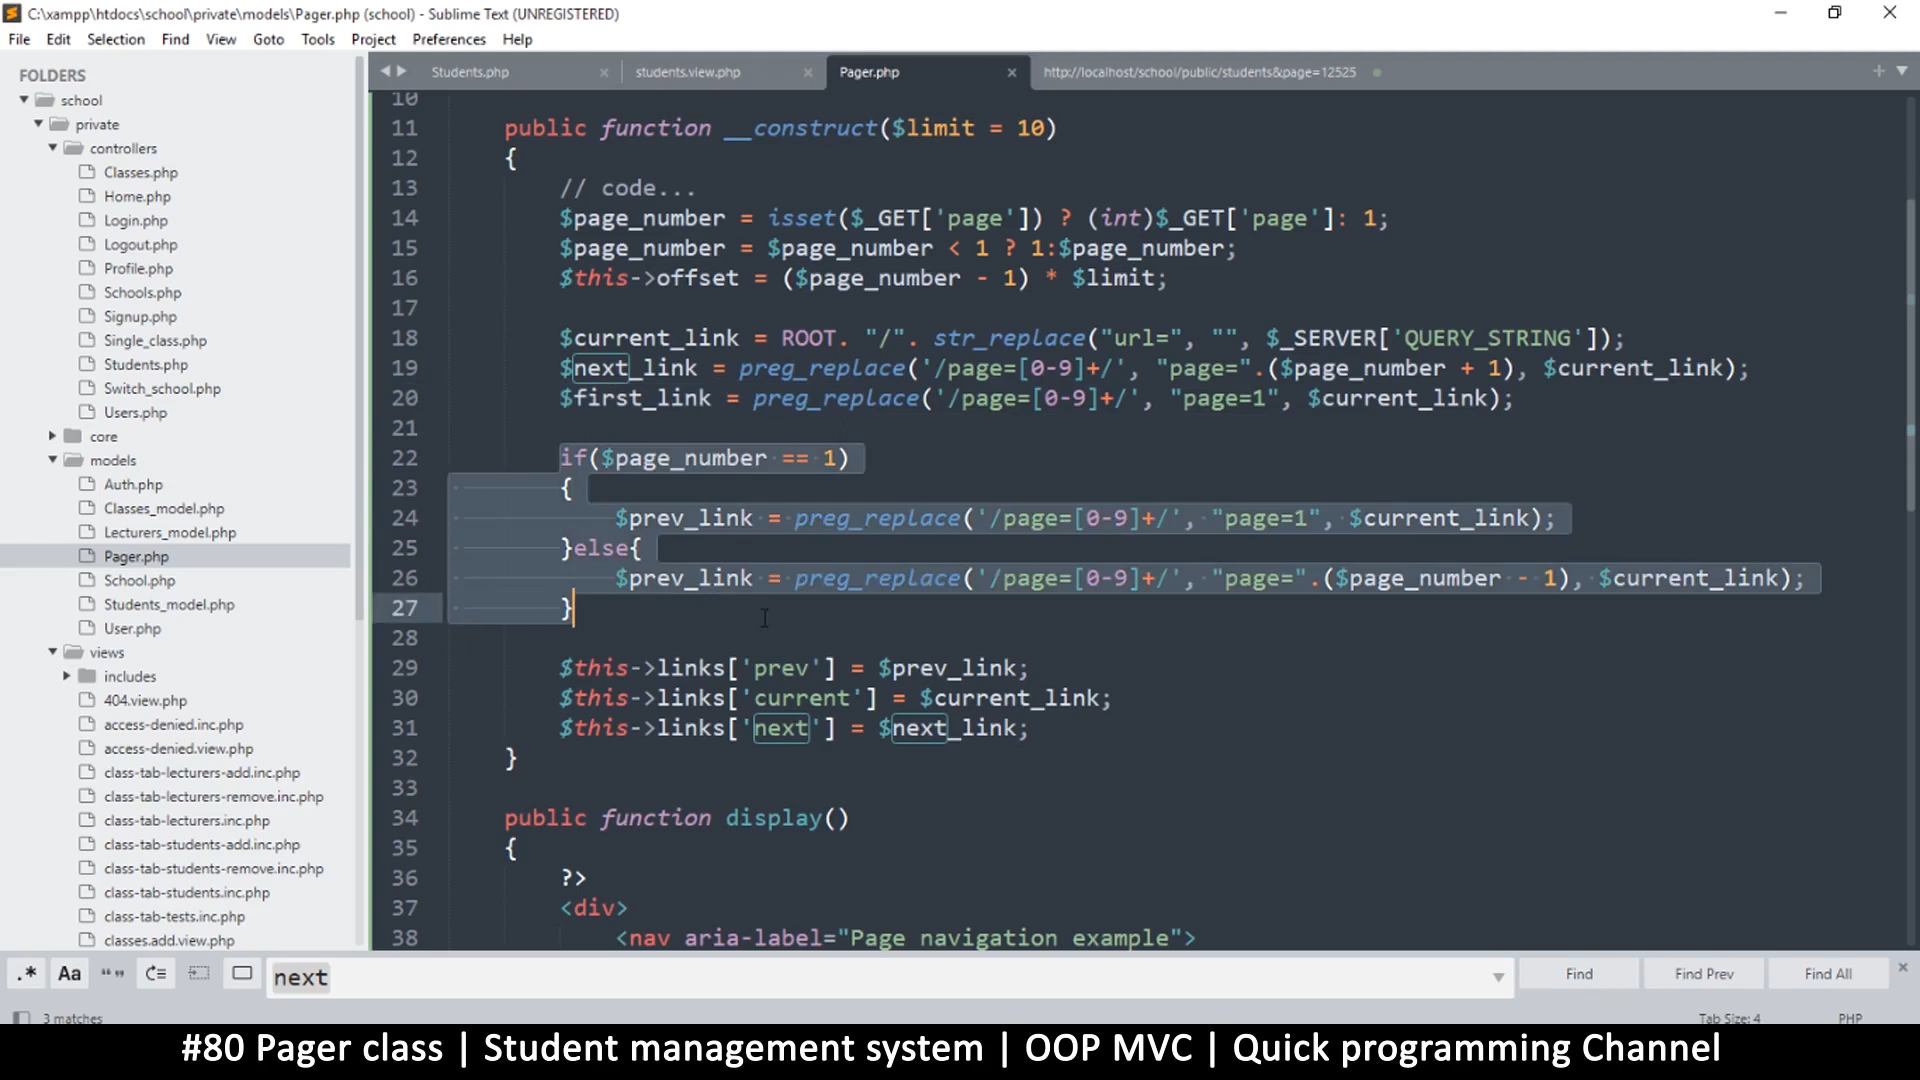 C:\xampp\htdocs\school\private\models\Pager.php (school) - Sublime Text (UNREGISTERED)
File Edit Selection Find View Goto Tools Project Preferences Help
FOLDERS
school
private
controllers
Classes.php
Home.php
Login.php
Logout.php
Profile.php
Schools.php
Signup.php
Single_class.php
Students.php
Switch_school.php
Users.php
core
models
Auth.php
Classes_model.php
Lecturers_model.php
Pager.php
School.php
Students_model.php
User.php
views
includes
404.view.php
access-denied.inc.php
access-denied.view.php
class-tab-lecturers-add.inc.php
class-tab-lecturers-remove.inc.php
class-tab-lecturers.inc.php
class-tab-students-add.inc.php
class-tab-students-remove.inc.php
class-tab-students.inc.php
class-tab-tests.inc.php
classes.add.view.php
Students.php students.view.php Pager.php http://localhost/school/public/students&page=12525
10
11 public function __construct($limit = 10)
12 {
13 // code...
14 $page_number = isset($_GET['page']) ? (int)$_GET['page']: 1;
15 $page_number = $page_number < 1 ? 1:$page_number;
16 $this->offset = ($page_number - 1) * $limit;
17
18 $current_link = ROOT. "/". str_replace("url=", "", $_SERVER['QUERY_STRING']);
19 $next_link = preg_replace('/page=[0-9]+/', "page=".($page_number + 1), $current_link);
20 $first_link = preg_replace('/page=[0-9]+/', "page=1", $current_link);
21
22 if($page_number == 1)
23 {
24 $prev_link = preg_replace('/page=[0-9]+/', "page=1", $current_link);
25 }else{
26 $prev_link = preg_replace('/page=[0-9]+/', "page=".($page_number - 1), $current_link);
27 }
28
29 $this->links['prev'] = $prev_link;
30 $this->links['current'] = $current_link;
31 $this->links['next'] = $next_link;
32 }
33
34 public function display()
35 {
36 ?>
37 <div>
38 <nav aria-label="Page navigation example">
.* Aa “” next Find Find Prev Find All
3 matches Tab Size: 4 PHP
#80 Pager class | Student management system | OOP MVC | Quick programming Channel